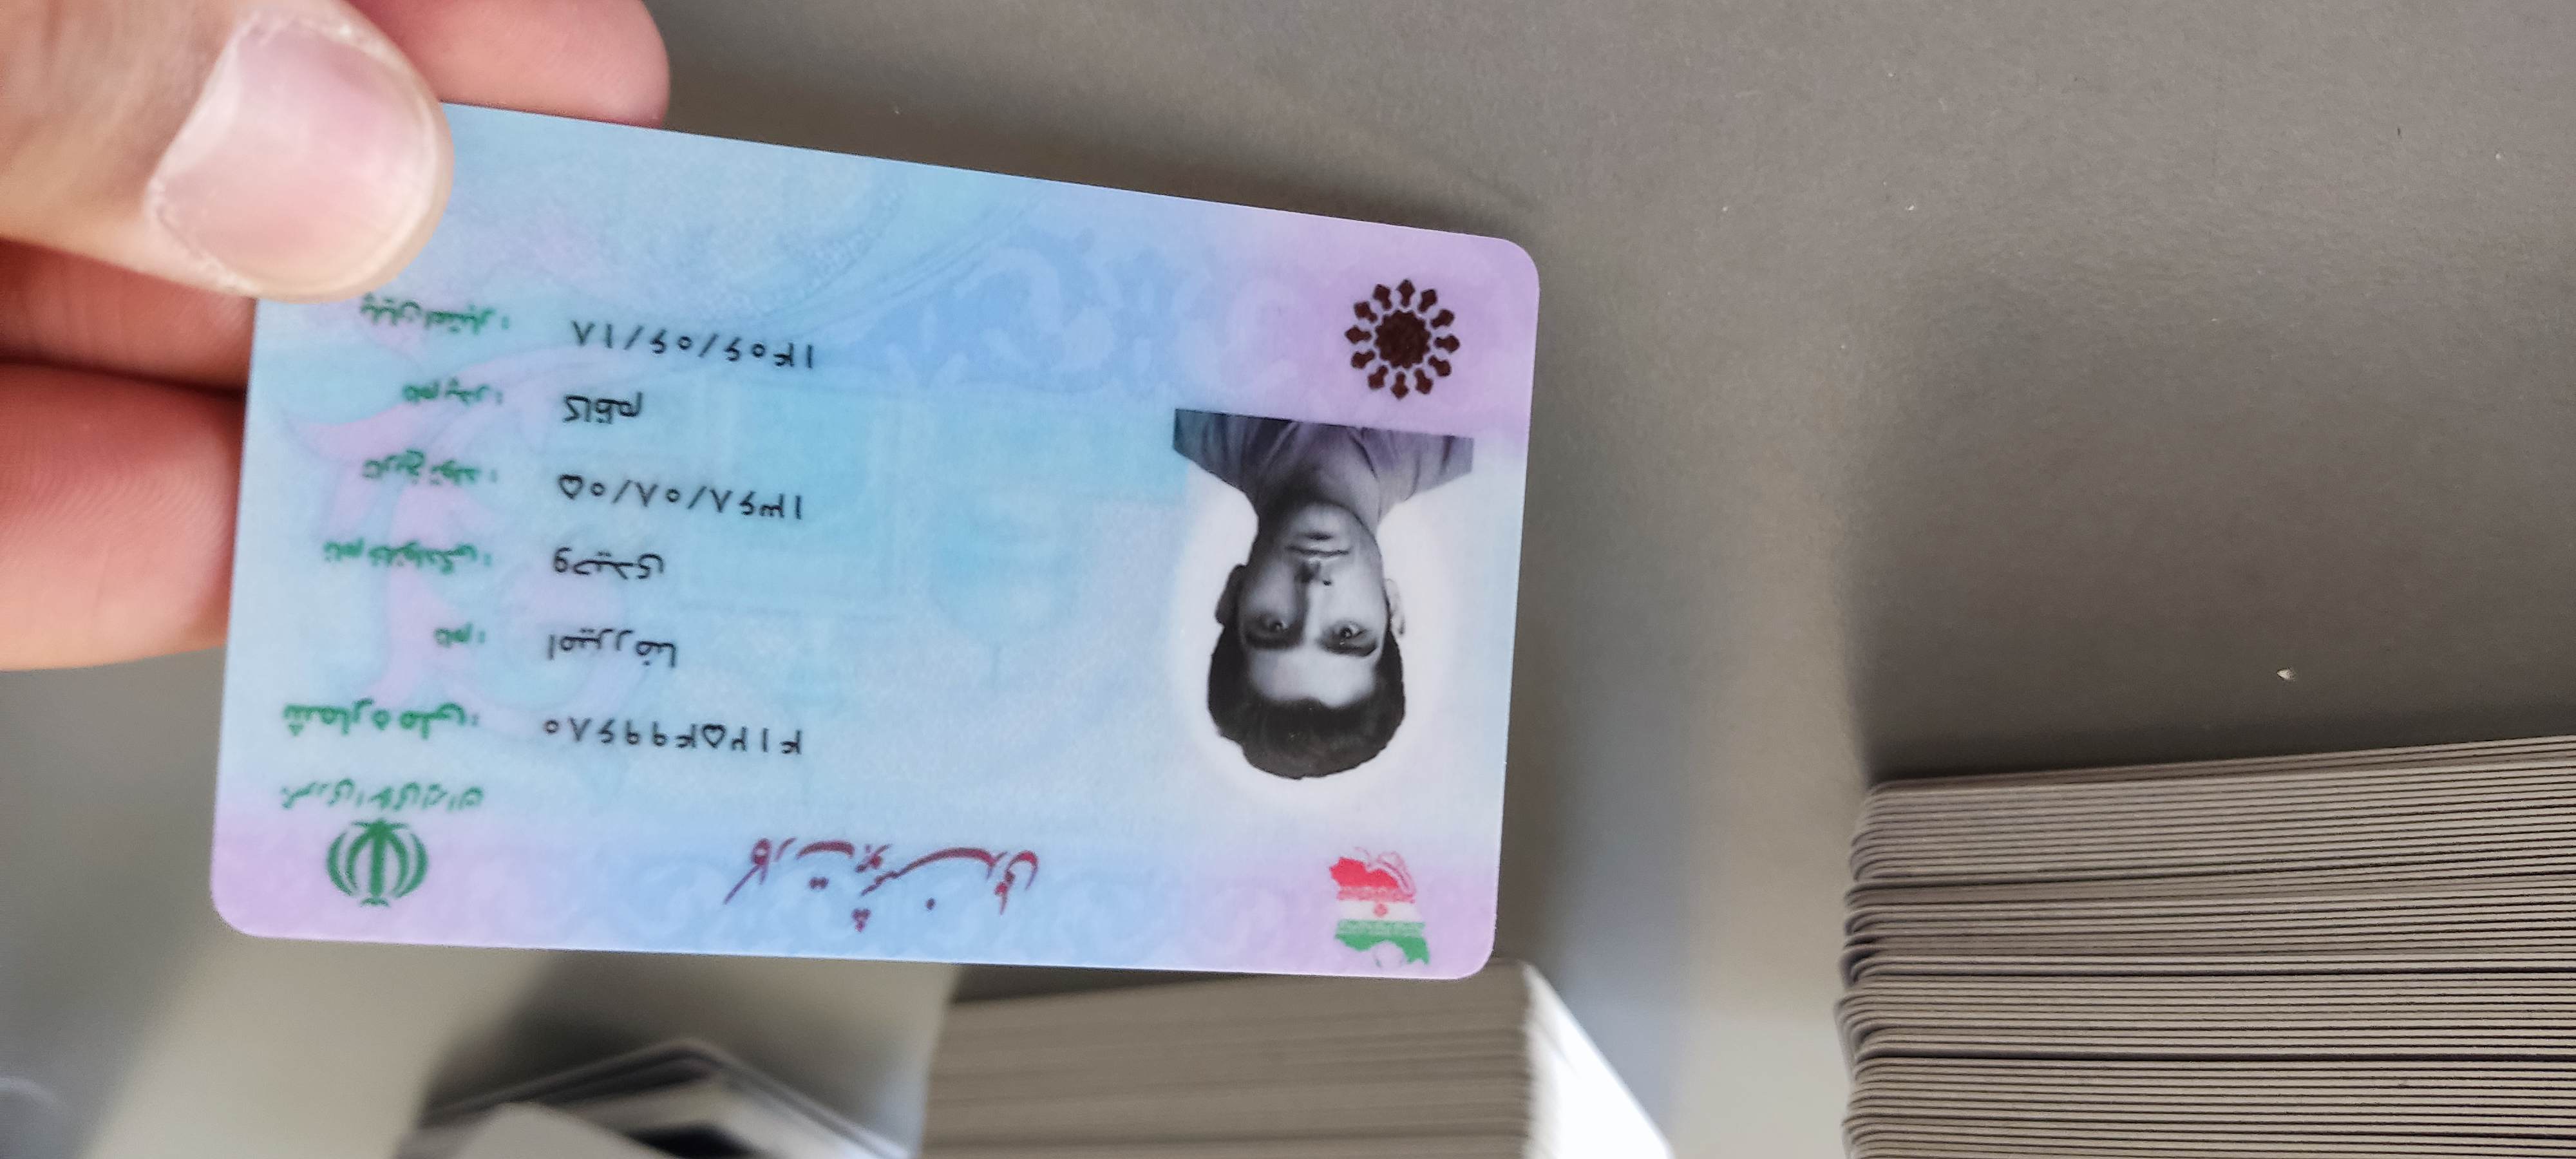 کارت هوشمند ملی
جمهوری اسلامی ایران
شماره ملی: ۴۱۲۵۴۹۹۶۸۰
نام: امیررضا
نام خانوادگی: وحیدی
تاریخ تولد: ۱۳۶۸/۰۸/۰۵
نام پدر: کاظم
پایان اعتبار: ۱۴۰۶/۰۶/۱۸